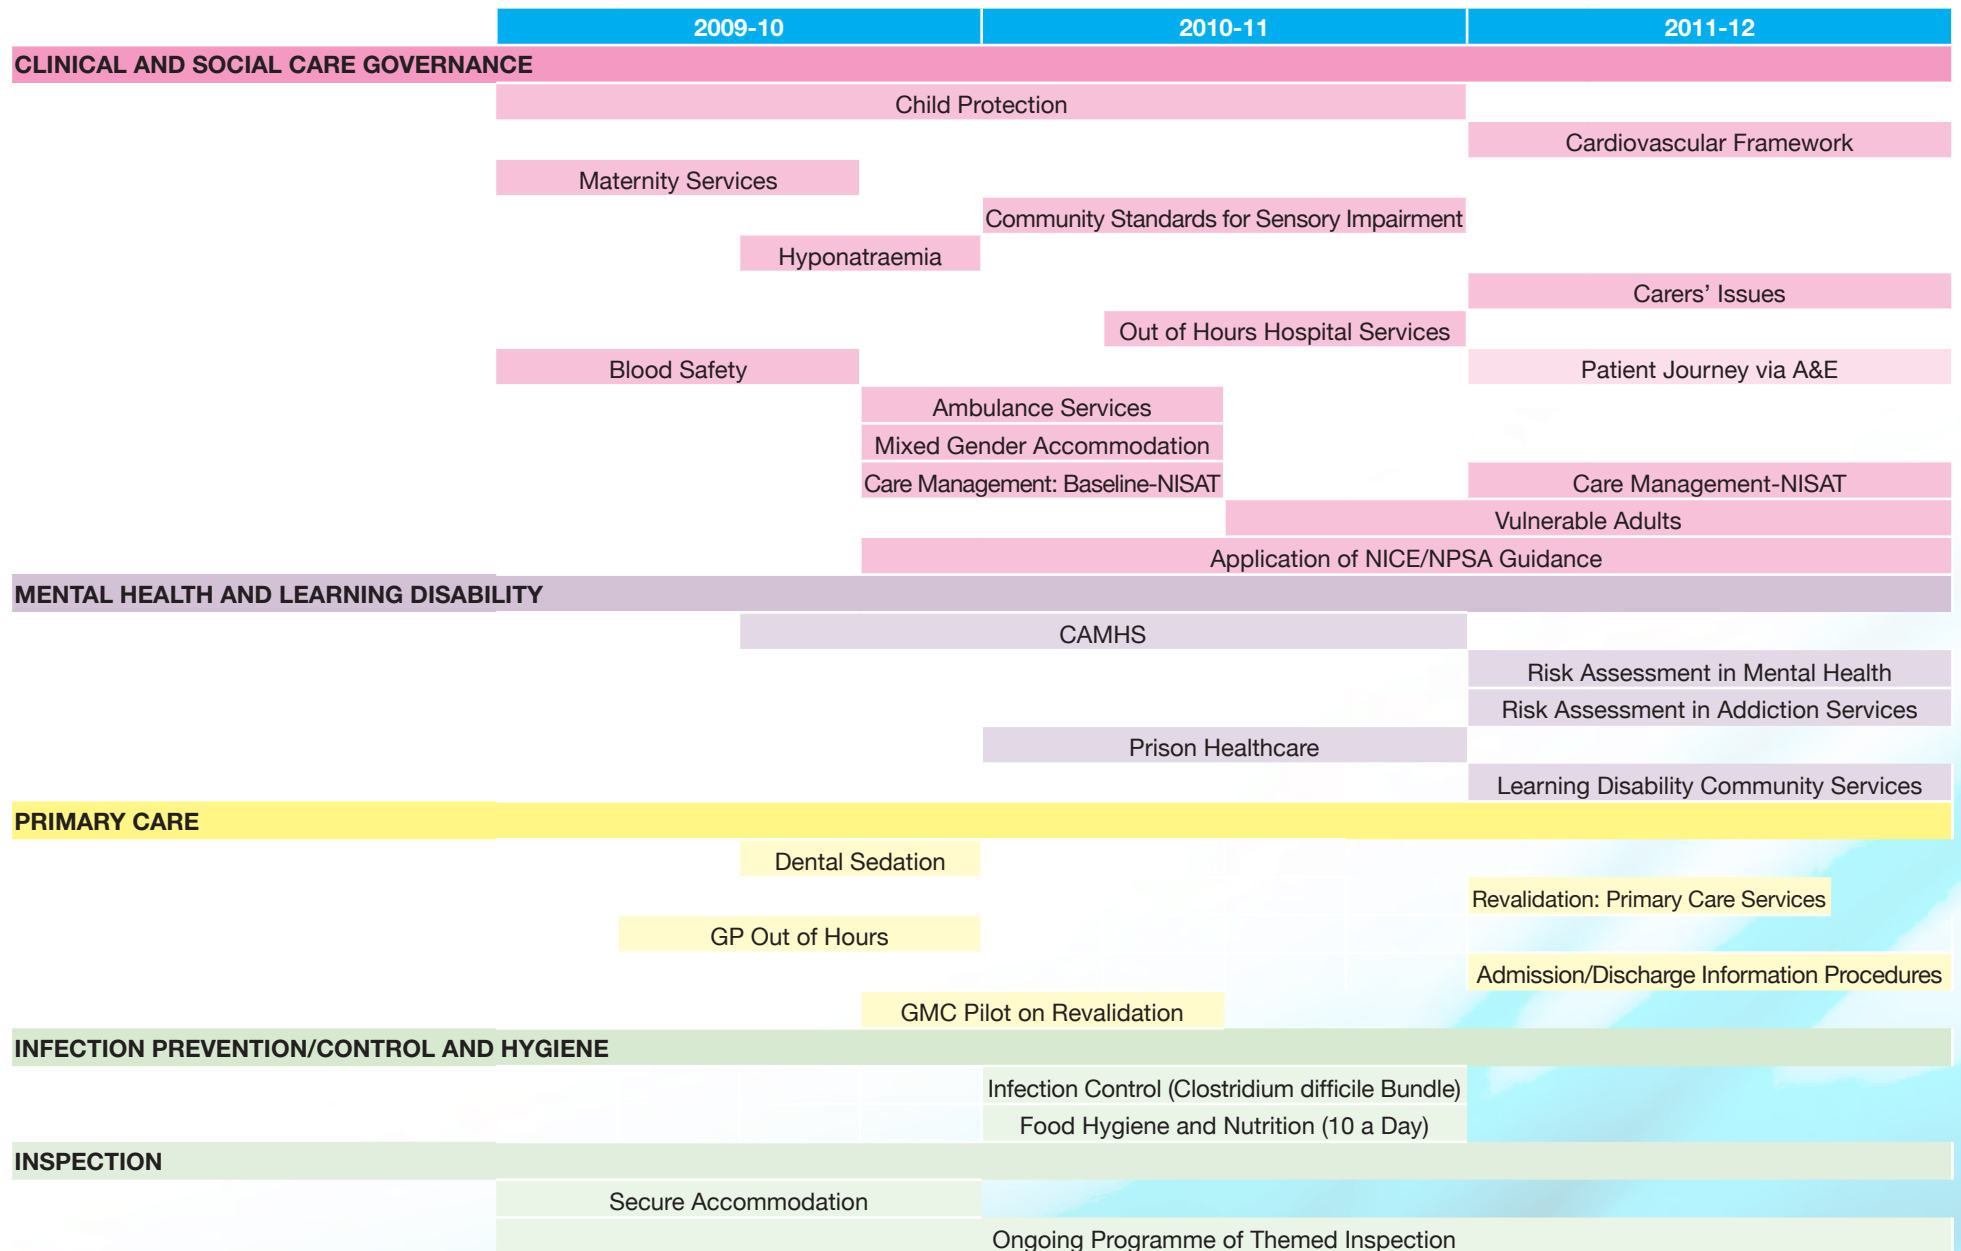 2009-10 2010-11 2011-12
CLINICAL AND SOCIAL CARE GOVERNANCE
Child Protection
Cardiovascular Framework
Maternity Services
Community Standards for Sensory Impairment
Hyponatraemia
Carers’ Issues
Out of Hours Hospital Services
Blood Safety Patient Journey via A&E
Ambulance Services
Mixed Gender Accommodation
Care Management: Baseline-NISAT Care Management-NISAT
Vulnerable Adults
Application of NICE/NPSA Guidance
MENTAL HEALTH AND LEARNING DISABILITY
CAMHS
Risk Assessment in Mental Health
Risk Assessment in Addiction Services
Prison Healthcare
Learning Disability Community Services
PRIMARY CARE
Dental Sedation
Revalidation: Primary Care Services
GP Out of Hours
Admission/Discharge Information Procedures
GMC Pilot on Revalidation
INFECTION PREVENTION/CONTROL AND HYGIENE
Infection Control (Clostridium difficile Bundle)
Food Hygiene and Nutrition (10 a Day)
INSPECTION
Secure Accommodation
Ongoing Programme of Themed Inspection